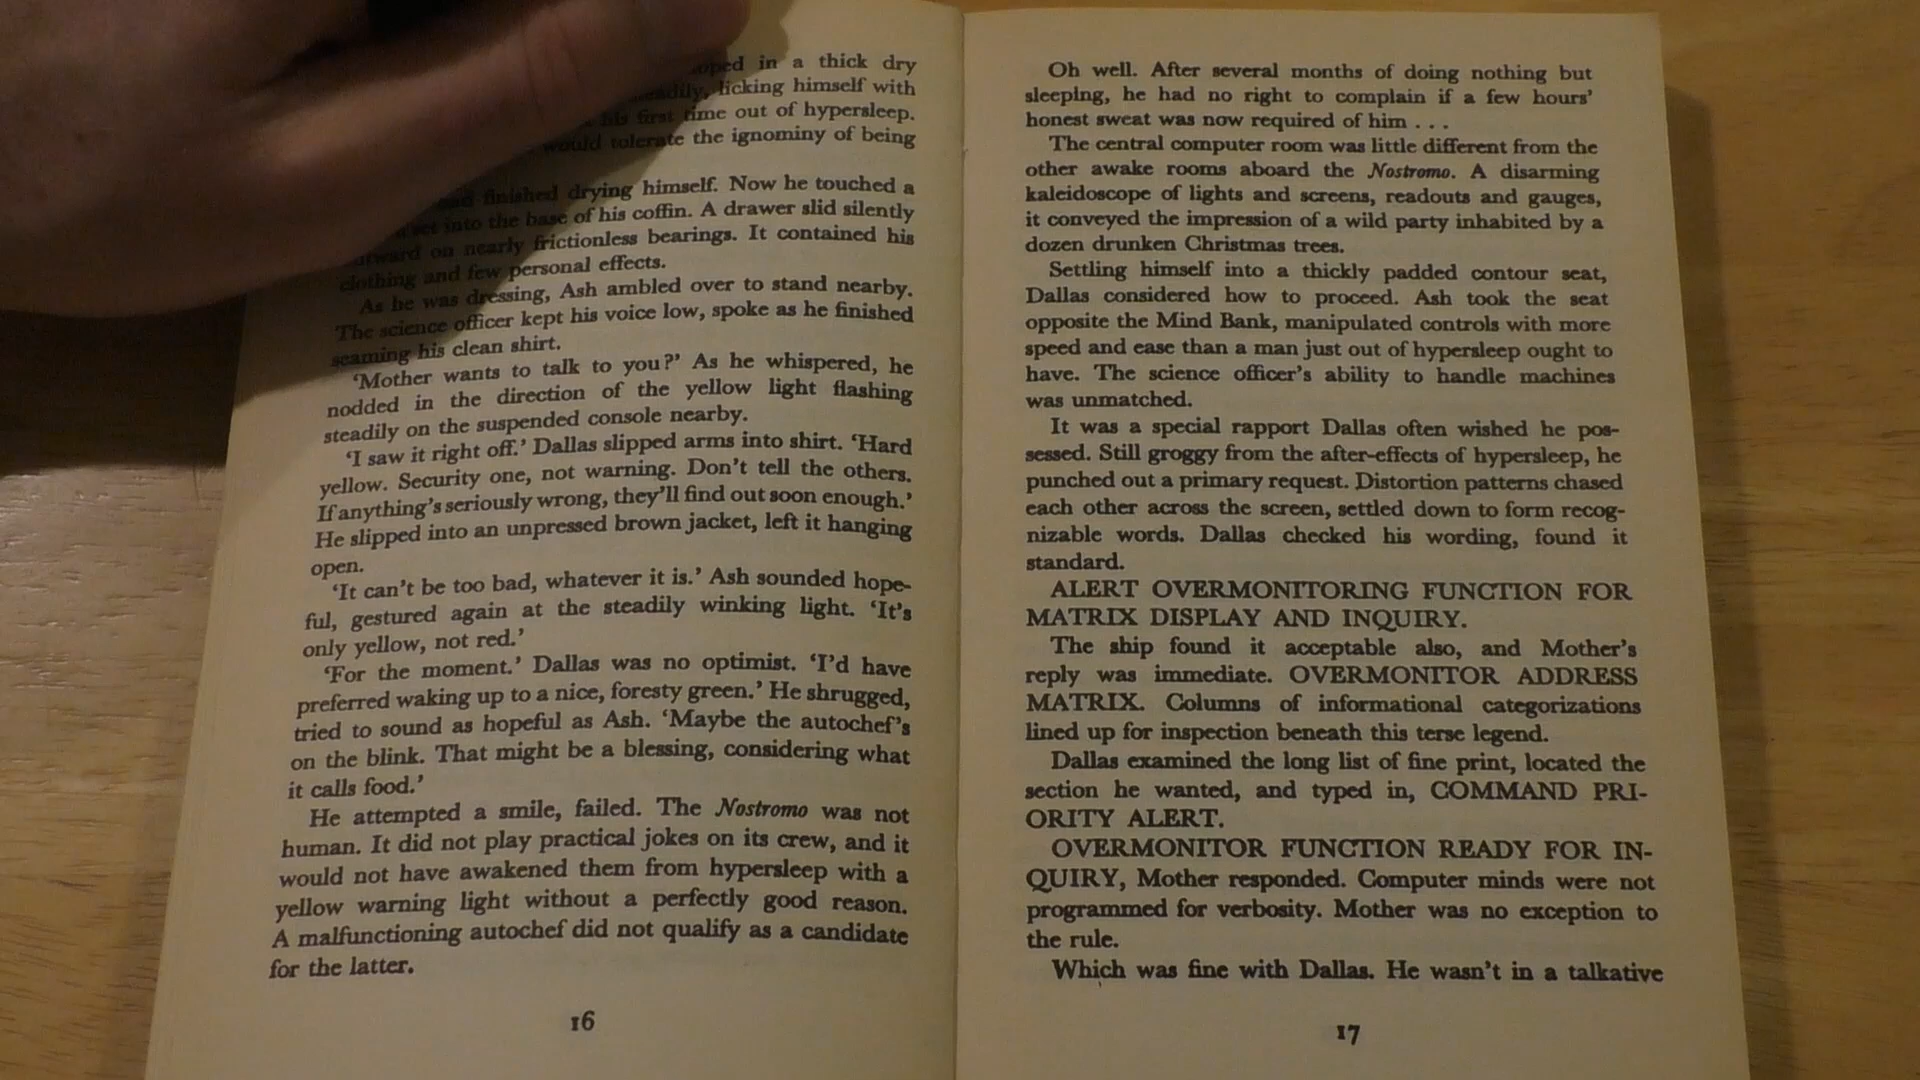 in a thick dry
licking himself with
his first time out of hypersleep.
would tolerate the ignominy of being
finished drying himself. Now he touched a
set into the base of his coffin. A drawer slid silently
on nearly frictionless bearings. It contained his
clothing and few personal effects.
As he was dressing, Ash ambled over to stand nearby.
The science officer kept his voice low, spoke as he finished
seaming his clean shirt.
‘Mother wants to talk to you?’ As he whispered, he
nodded in the direction of the yellow light flashing
steadily on the suspended console nearby.
‘I saw it right off.’ Dallas slipped arms into shirt. ‘Hard
yellow. Security one, not warning. Don’t tell the others.
If anything’s seriously wrong, they’ll find out soon enough.’
He slipped into an unpressed brown jacket, left it hanging
open.
‘It can’t be too bad, whatever it is.’ Ash sounded hope-
ful, gestured again at the steadily winking light. ‘It’s
only yellow, not red.’
‘For the moment.’ Dallas was no optimist. ‘I’d have
preferred waking up to a nice, foresty green.’ He shrugged,
tried to sound as hopeful as Ash. ‘Maybe the autochef’s
on the blink. That might be a blessing, considering what
it calls food.’
He attempted a smile, failed. The Nostromo was not
human. It did not play practical jokes on its crew, and it
would not have awakened them from hypersleep with a
yellow warning light without a perfectly good reason.
A malfunctioning autochef did not qualify as a candidate
for the latter.
16
Oh well. After several months of doing nothing but
sleeping, he had no right to complain if a few hours’
honest sweat was now required of him . . .
The central computer room was little different from the
other awake rooms aboard the Nostromo. A disarming
kaleidoscope of lights and screens, readouts and gauges,
it conveyed the impression of a wild party inhabited by a
dozen drunken Christmas trees.
Settling himself into a thickly padded contour seat,
Dallas considered how to proceed. Ash took the seat
opposite the Mind Bank, manipulated controls with more
speed and ease than a man just out of hypersleep ought to
have. The science officer’s ability to handle machines
was unmatched.
It was a special rapport Dallas often wished he pos-
sessed. Still groggy from the after-effects of hypersleep, he
punched out a primary request. Distortion patterns chased
each other across the screen, settled down to form recog-
nizable words. Dallas checked his wording, found it
standard.
ALERT OVERMONITORING FUNCTION FOR
MATRIX DISPLAY AND INQUIRY.
The ship found it acceptable also, and Mother’s
reply was immediate. OVERMONITOR ADDRESS
MATRIX. Columns of informational categorizations
lined up for inspection beneath this terse legend.
Dallas examined the long list of fine print, located the
section he wanted, and typed in, COMMAND PRI-
ORITY ALERT.
OVERMONITOR FUNCTION READY FOR IN-
QUIRY, Mother responded. Computer minds were not
programmed for verbosity. Mother was no exception to
the rule.
Which was fine with Dallas. He wasn’t in a talkative
17